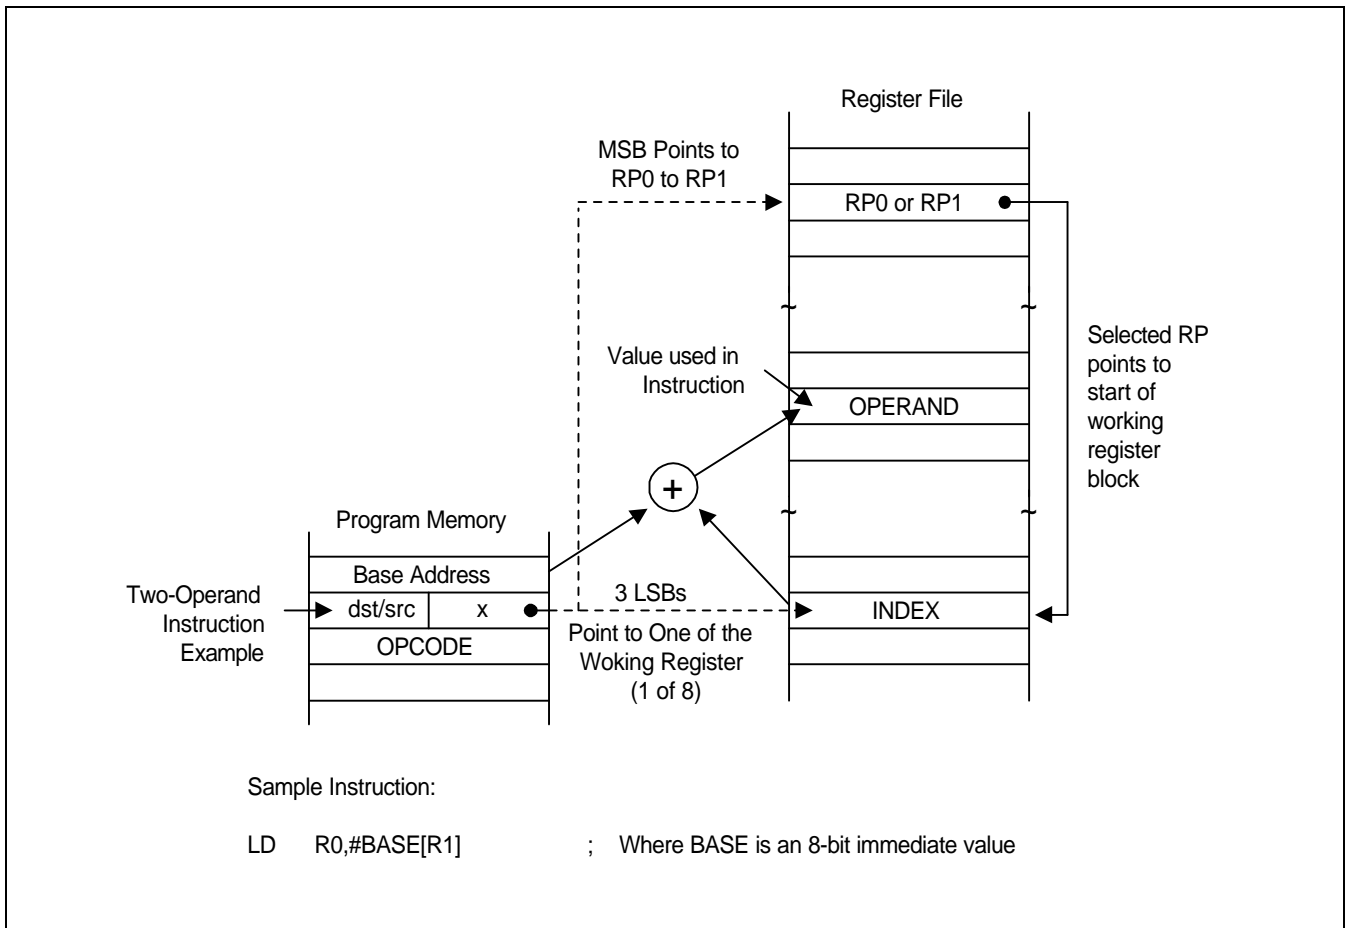 Register File
MSB Points to
RP0 to RP1
RP0 or RP1
~
~
Selected RP
points to
start of
working
register
block
Value used in
Instruction
OPERAND
+
~
~
Program Memory
Base Address
Two-Operand
Instruction
Example
dst/src
x
3 LSBs
Point to One of the
Woking Register
(1 of 8)
INDEX
OPCODE
Sample Instruction:
LD R0,#BASE[R1] ; Where BASE is an 8-bit immediate value